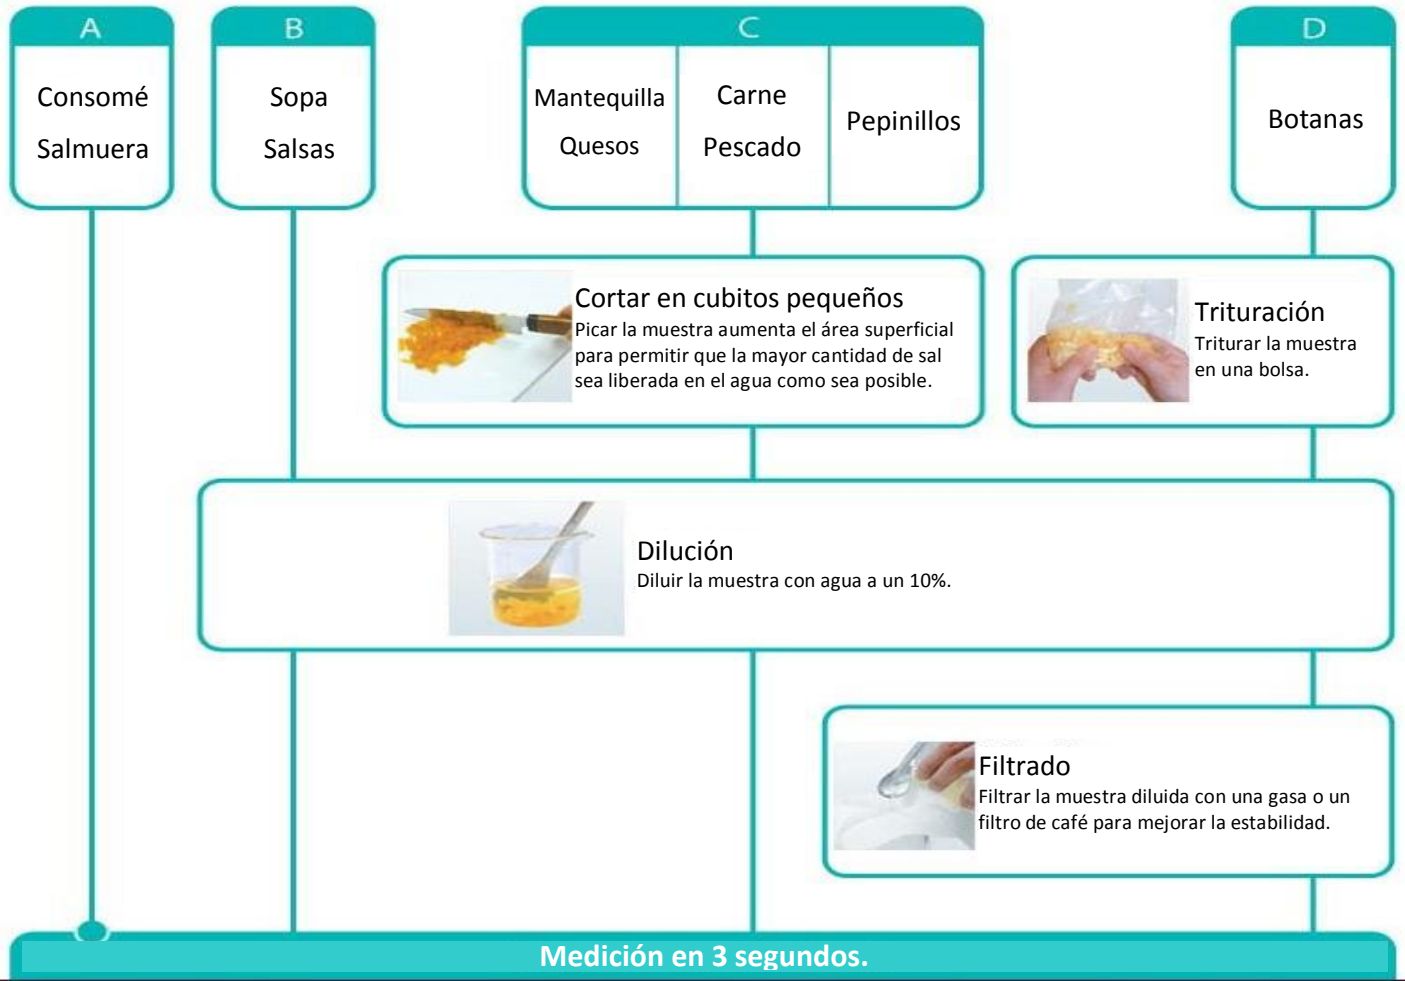 A
Consomé
Salmuera
B
Sopa
Salsas
C
Mantequilla
Quesos
Carne
Pescado
Pepinillos
D
Botanas
Cortar en cubitos pequeños
Picar la muestra aumenta el área superficial
para permitir que la mayor cantidad de sal
sea liberada en el agua como sea posible.
Trituración
Triturar la muestra
en una bolsa.
Dilución
Diluir la muestra con agua a un 10%.
Filtrado
Filtrar la muestra diluida con una gasa o un
filtro de café para mejorar la estabilidad.
Medición en 3 segundos.